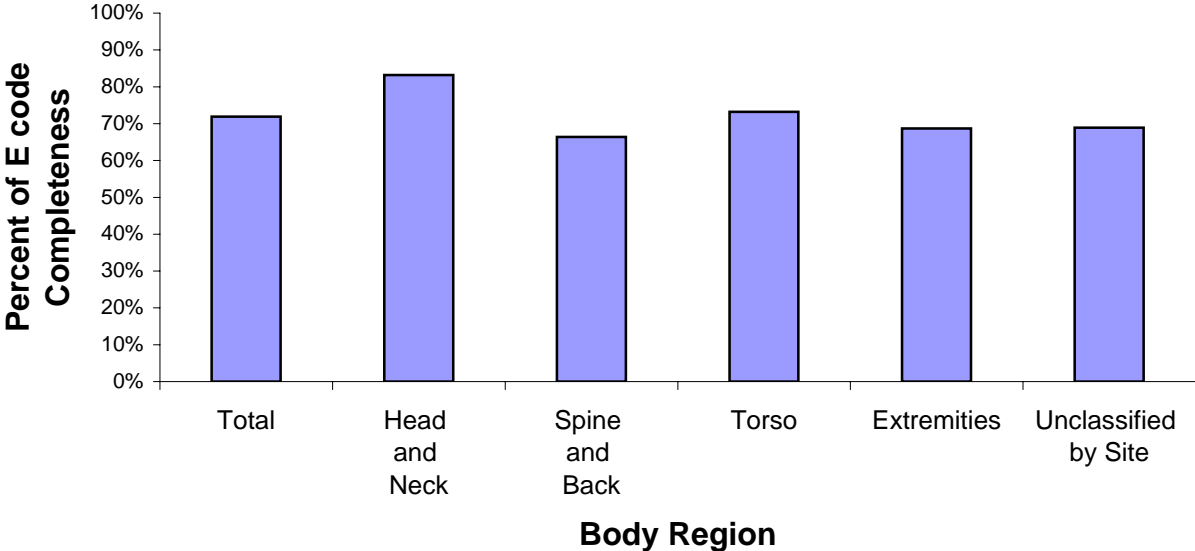 Percent of E code
Completeness
100%
90%
80%
70%
60%
50%
40%
30%
20%
10%
0%
Total
Head
and
Neck
Spine
and
Back
Torso
Extremities
Unclassified
by Site
Body Region